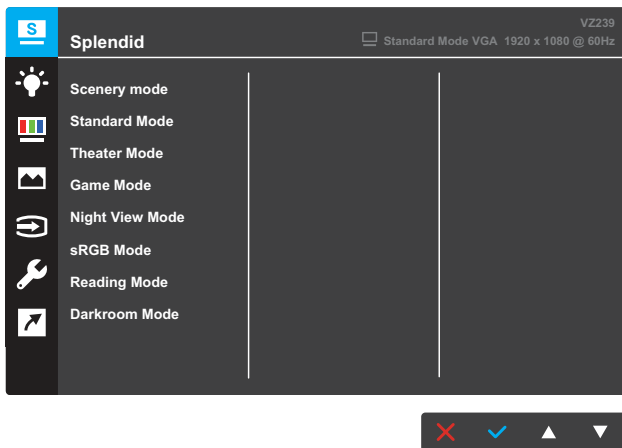 S
VZ239
Splendid
Standard Mode VGA 1920 x 1080 @ 60Hz
Scenery mode
Standard Mode
Theater Mode
Game Mode
Night View Mode
sRGB Mode
Reading Mode
Darkroom Mode